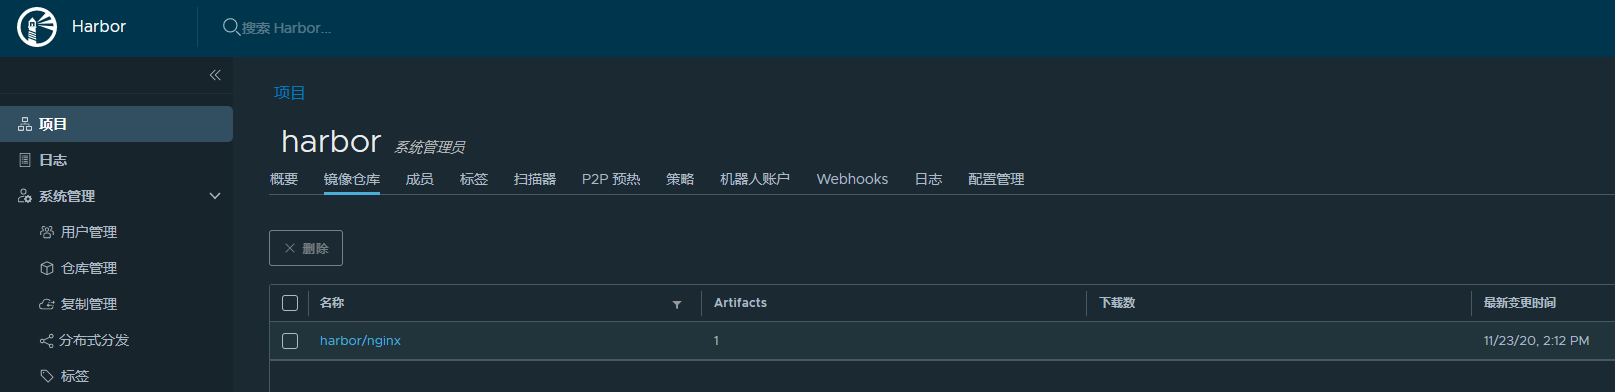 Harbor
搜索 Harbor...
项目
日志
系统管理
用户管理
仓库管理
复制管理
分布式分发
标签
项目
harbor 系统管理员
概要 镜像仓库 成员 标签 扫描器 P2P 预热 策略 机器人账户 Webhooks 日志 配置管理
删除
名称 Artifacts 下载数 最新变更时间
harbor/nginx 1 11/23/20, 2:12 PM